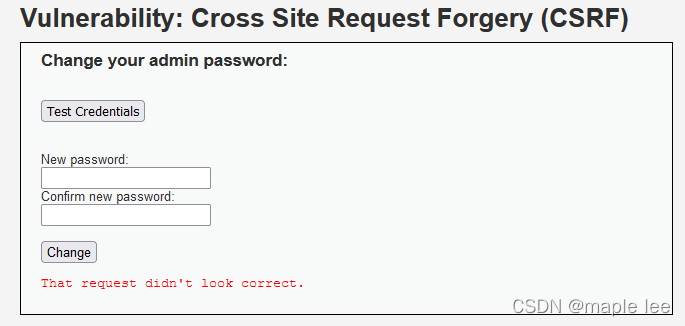 Vulnerability: Cross Site Request Forgery (CSRF)
Change your admin password:
Test Credentials
New password:
Confirm new password:
Change
That request didn't look correct.
CSDN @maple lee